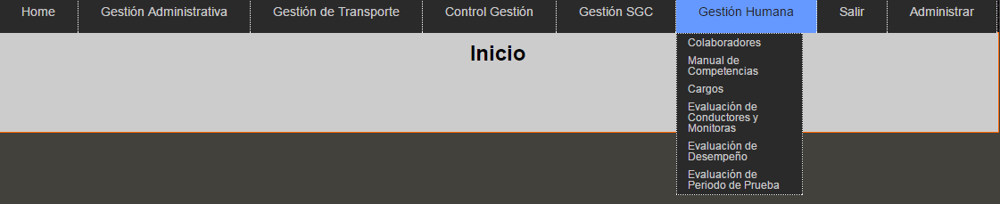 Home Gestión Administrativa Gestión de Transporte Control Gestión Gestión SGC Gestión Humana Salir Administrar
Inicio
Colaboradores
Manual de
Competencias
Cargos
Evaluación de
Conductores y
Monitoras
Evaluación de
Desempeño
Evaluación de
Periodo de Prueba